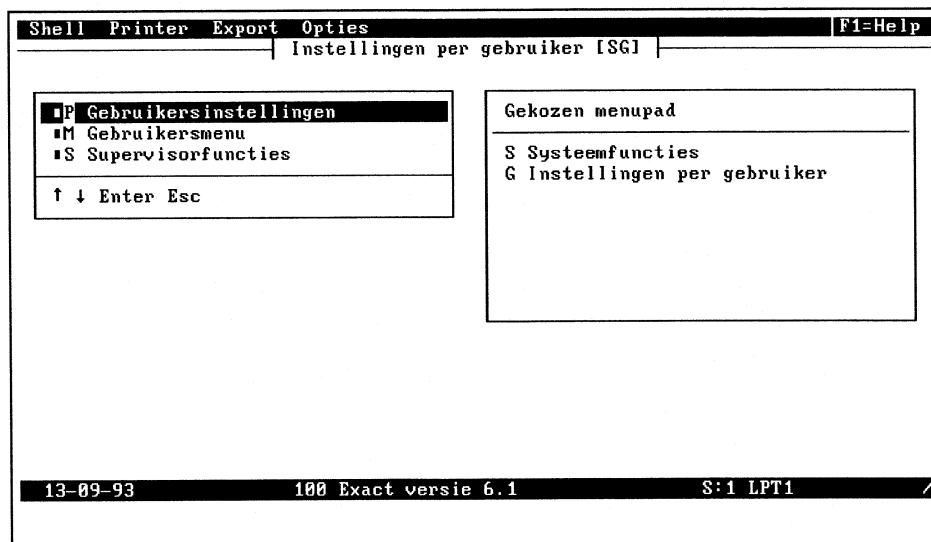 Shell Printer Export Opties F1=Help
Instellingen per gebruiker [SG]
P Gebruikersinstellingen
M Gebruikersmenu
S Supervisorfuncties
↑ ↓ Enter Esc
Gekozen menupad
S Systeemfuncties
G Instellingen per gebruiker
13-09-93 100 Exact versie 6.1 S:1 LPT1 /